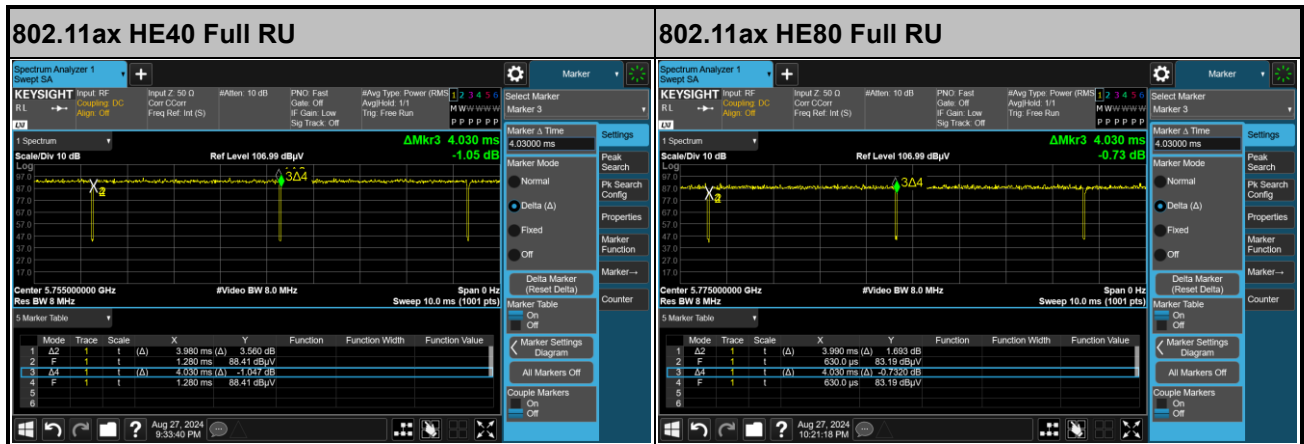 802.11ax HE40 Full RU
Spectrum Analyzer 1
Swept SA
Marker
KEYSIGHT
RL
Input: RF
Coupling: DC
Align: Off
Input Z: 50 Ω
Corr CCorr
Freq Ref: Int (S)
#Atten: 10 dB
PNO: Fast
Gate: Off
IF Gain: Low
Sig Track: Off
#Avg Type: Power (RMS
Avg|Hold: 1/1
Trig: Free Run
1 2 3 4 5 6
M W W W W W
P P P P P P
Select Marker
Marker 3
1 Spectrum
ΔMkr3 4.030 ms
-1.05 dB
Scale/Div 10 dB
Ref Level 106.99 dBµV
Log
97.0
87.0
77.0
67.0
57.0
47.0
37.0
27.0
17.0
2
3Δ4
Center 5.755000000 GHz
#Video BW 8.0 MHz
Span 0 Hz
Res BW 8 MHz
Sweep 10.0 ms (1001 pts)
5 Marker Table
Mode Trace Scale X Y Function Function Width Function Value
1 Δ2 1 t (Δ) 3.980 ms (Δ) 3.560 dB
2 F 1 t 1.280 ms 88.41 dBµV
3 Δ4 1 t (Δ) 4.030 ms (Δ) -1.047 dB
4 F 1 t 1.280 ms 88.41 dBµV
5
6
Marker Δ Time
4.03000 ms
Marker Mode
Normal
Delta (Δ)
Fixed
Off
Delta Marker
(Reset Delta)
Marker Table
On
Off
Marker Settings
Diagram
All Markers Off
Couple Markers
On
Off
Settings
Peak
Search
Pk Search
Config
Properties
Marker
Function
Marker→
Counter
?
Aug 27, 2024
9:33:40 PM
802.11ax HE80 Full RU
Spectrum Analyzer 1
Swept SA
Marker
KEYSIGHT
RL
Input: RF
Coupling: DC
Align: Off
Input Z: 50 Ω
Corr CCorr
Freq Ref: Int (S)
#Atten: 10 dB
PNO: Fast
Gate: Off
IF Gain: Low
Sig Track: Off
#Avg Type: Power (RMS
Avg|Hold: 1/1
Trig: Free Run
1 2 3 4 5 6
M W W W W W
P P P P P P
Select Marker
Marker 3
1 Spectrum
ΔMkr3 4.030 ms
-0.73 dB
Scale/Div 10 dB
Ref Level 106.99 dBµV
Log
97.0
87.0
77.0
67.0
57.0
47.0
37.0
27.0
17.0
2
3Δ4
Center 5.775000000 GHz
#Video BW 8.0 MHz
Span 0 Hz
Res BW 8 MHz
Sweep 10.0 ms (1001 pts)
5 Marker Table
Mode Trace Scale X Y Function Function Width Function Value
1 Δ2 1 t (Δ) 3.990 ms (Δ) 1.693 dB
2 F 1 t 630.0 µs 83.19 dBµV
3 Δ4 1 t (Δ) 4.030 ms (Δ) -0.7320 dB
4 F 1 t 630.0 µs 83.19 dBµV
5
6
Marker Δ Time
4.03000 ms
Marker Mode
Normal
Delta (Δ)
Fixed
Off
Delta Marker
(Reset Delta)
Marker Table
On
Off
Marker Settings
Diagram
All Markers Off
Couple Markers
On
Off
Settings
Peak
Search
Pk Search
Config
Properties
Marker
Function
Marker→
Counter
?
Aug 27, 2024
10:21:18 PM